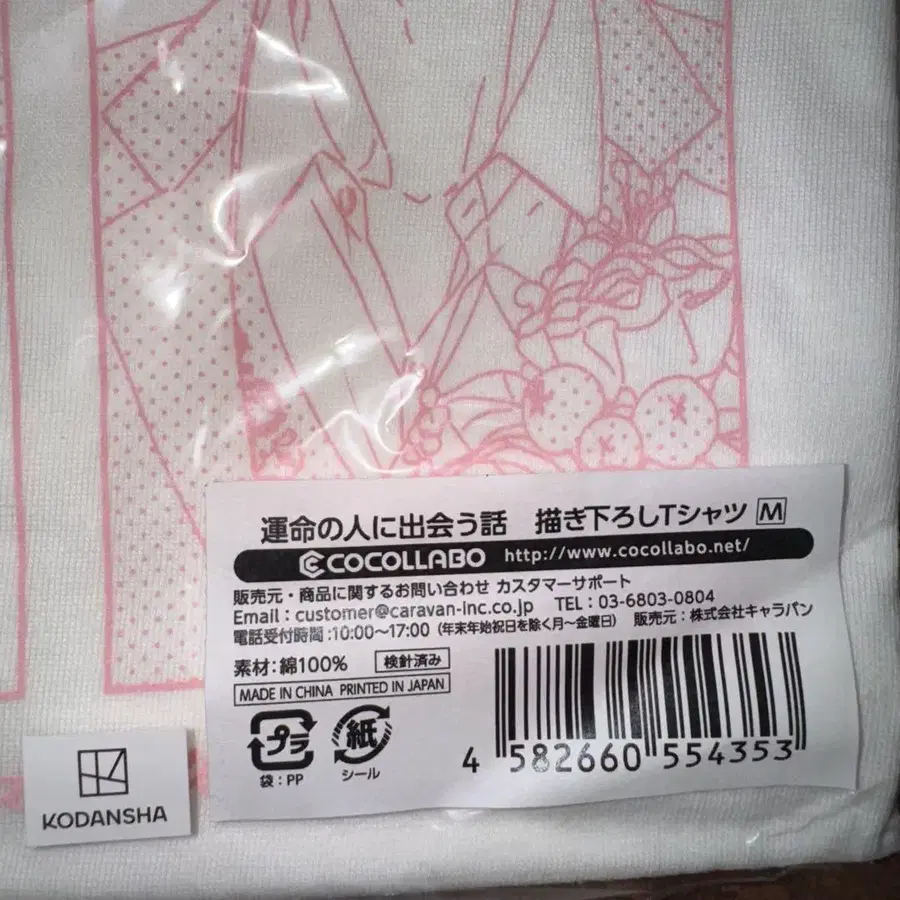 運命の人に出会う話 描き下ろしTシャツ M
COCOLLABO http://www.cocollabo.net/
販売元・商品に関するお問い合わせ カスタマーサポート
Email:customer@caravan-inc.co.jp TEL:03-6803-0804
電話受付時間:10:00〜17:00(年末年始祝日を除く月〜金曜日) 販売元:株式会社キャラバン
素材:綿100% 検針済み
MADE IN CHINA PRINTED IN JAPAN
プラ 紙
袋:PP シール
4 582660 554353
KODANSHA